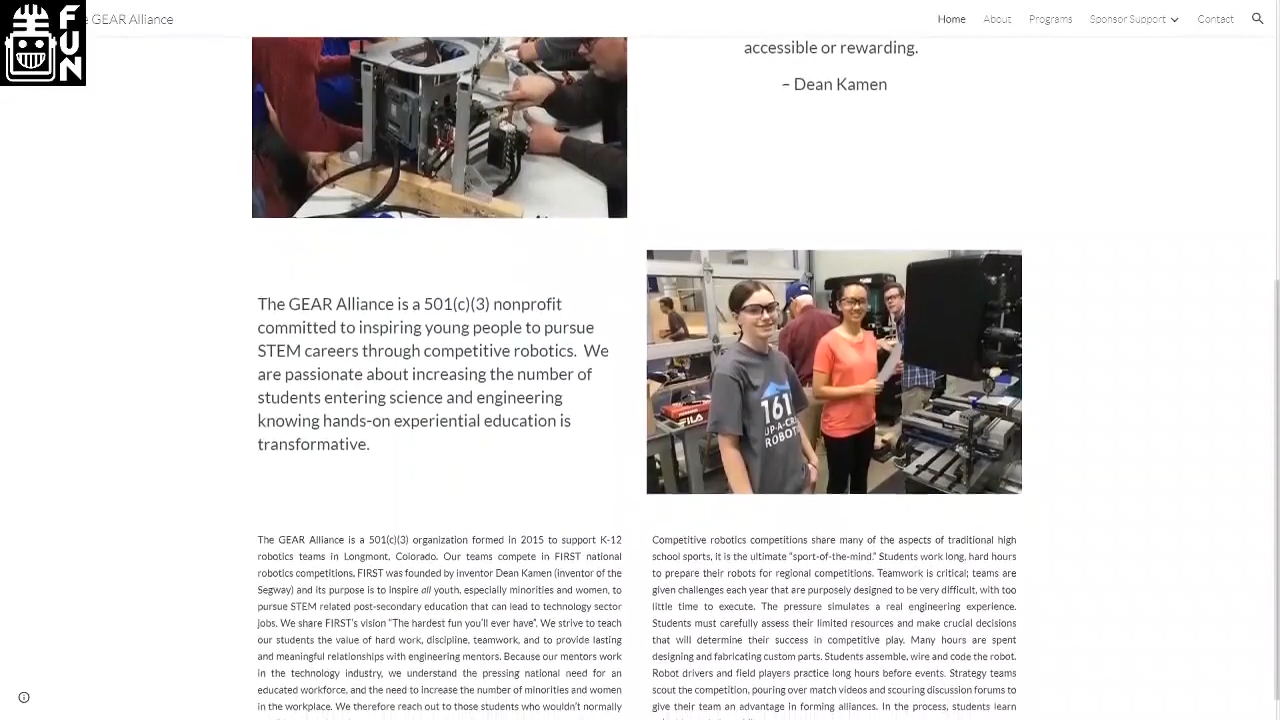 FUN
GEAR Alliance
Home
About
Programs
Sponsor Support
Contact
accessible or rewarding.
– Dean Kamen
The GEAR Alliance is a 501(c)(3) nonprofit
committed to inspiring young people to pursue
STEM careers through competitive robotics. We
are passionate about increasing the number of
students entering science and engineering
knowing hands-on experiential education is
transformative.
161
UP-A-CR
ROBOT
FILA
The GEAR Alliance is a 501(c)(3) organization formed in 2015 to support K-12
robotics teams in Longmont, Colorado. Our teams compete in FIRST national
robotics competitions. FIRST was founded by inventor Dean Kamen (inventor of the
Segway) and its purpose is to inspire all youth, especially minorities and women, to
pursue STEM related post-secondary education that can lead to technology sector
jobs. We share FIRST's vision "The hardest fun you'll ever have". We strive to teach
our students the value of hard work, discipline, teamwork, and to provide lasting
and meaningful relationships with engineering mentors. Because our mentors work
in the technology industry, we understand the pressing national need for an
educated workforce, and the need to increase the number of minorities and women
in the workplace. We therefore reach out to those students who wouldn't normally
Competitive robotics competitions share many of the aspects of traditional high
school sports, it is the ultimate "sport-of-the-mind." Students work long, hard hours
to prepare their robots for regional competitions. Teamwork is critical; teams are
given challenges each year that are purposely designed to be very difficult, with too
little time to execute. The pressure simulates a real engineering experience.
Students must carefully assess their limited resources and make crucial decisions
that will determine their success in competitive play. Many hours are spent
designing and fabricating custom parts. Students assemble, wire and code the robot.
Robot drivers and field players practice long hours before events. Strategy teams
scout the competition, pouring over match videos and scouring discussion forums to
give their team an advantage in forming alliances. In the process, students learn